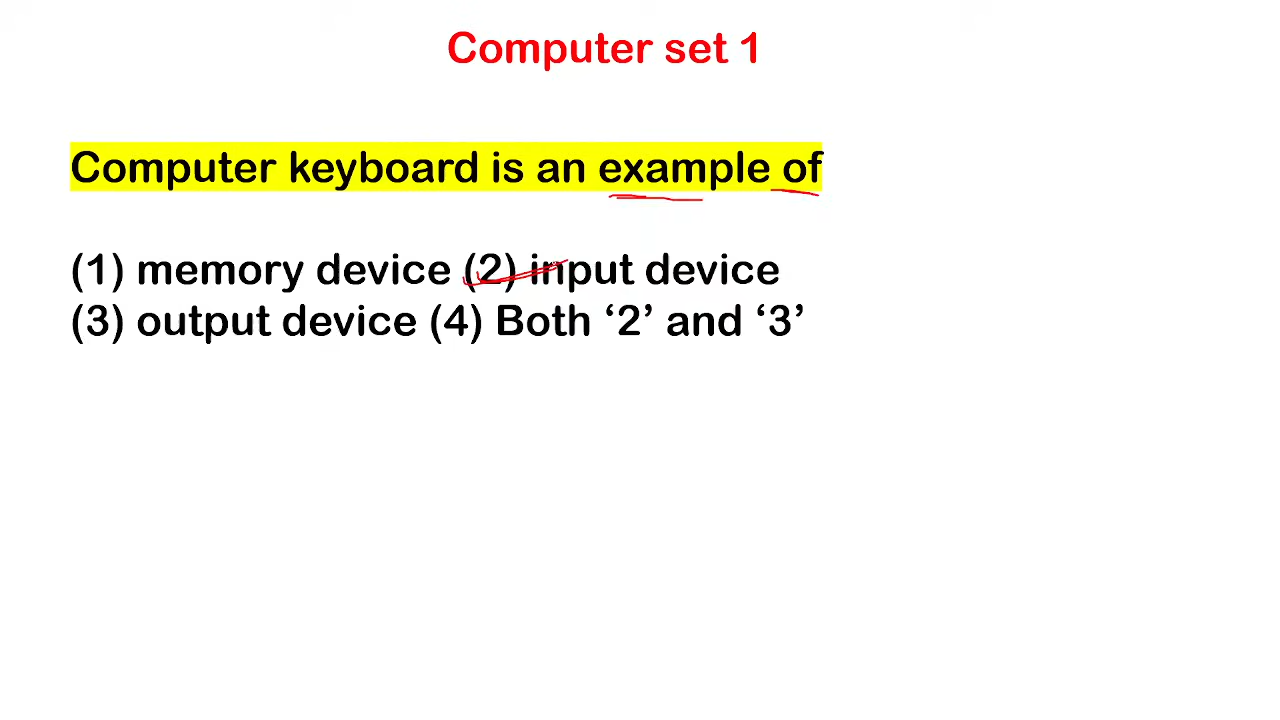 Computer set 1
Computer keyboard is an example of
(1) memory device (2) input device
(3) output device (4) Both ‘2’ and ‘3’